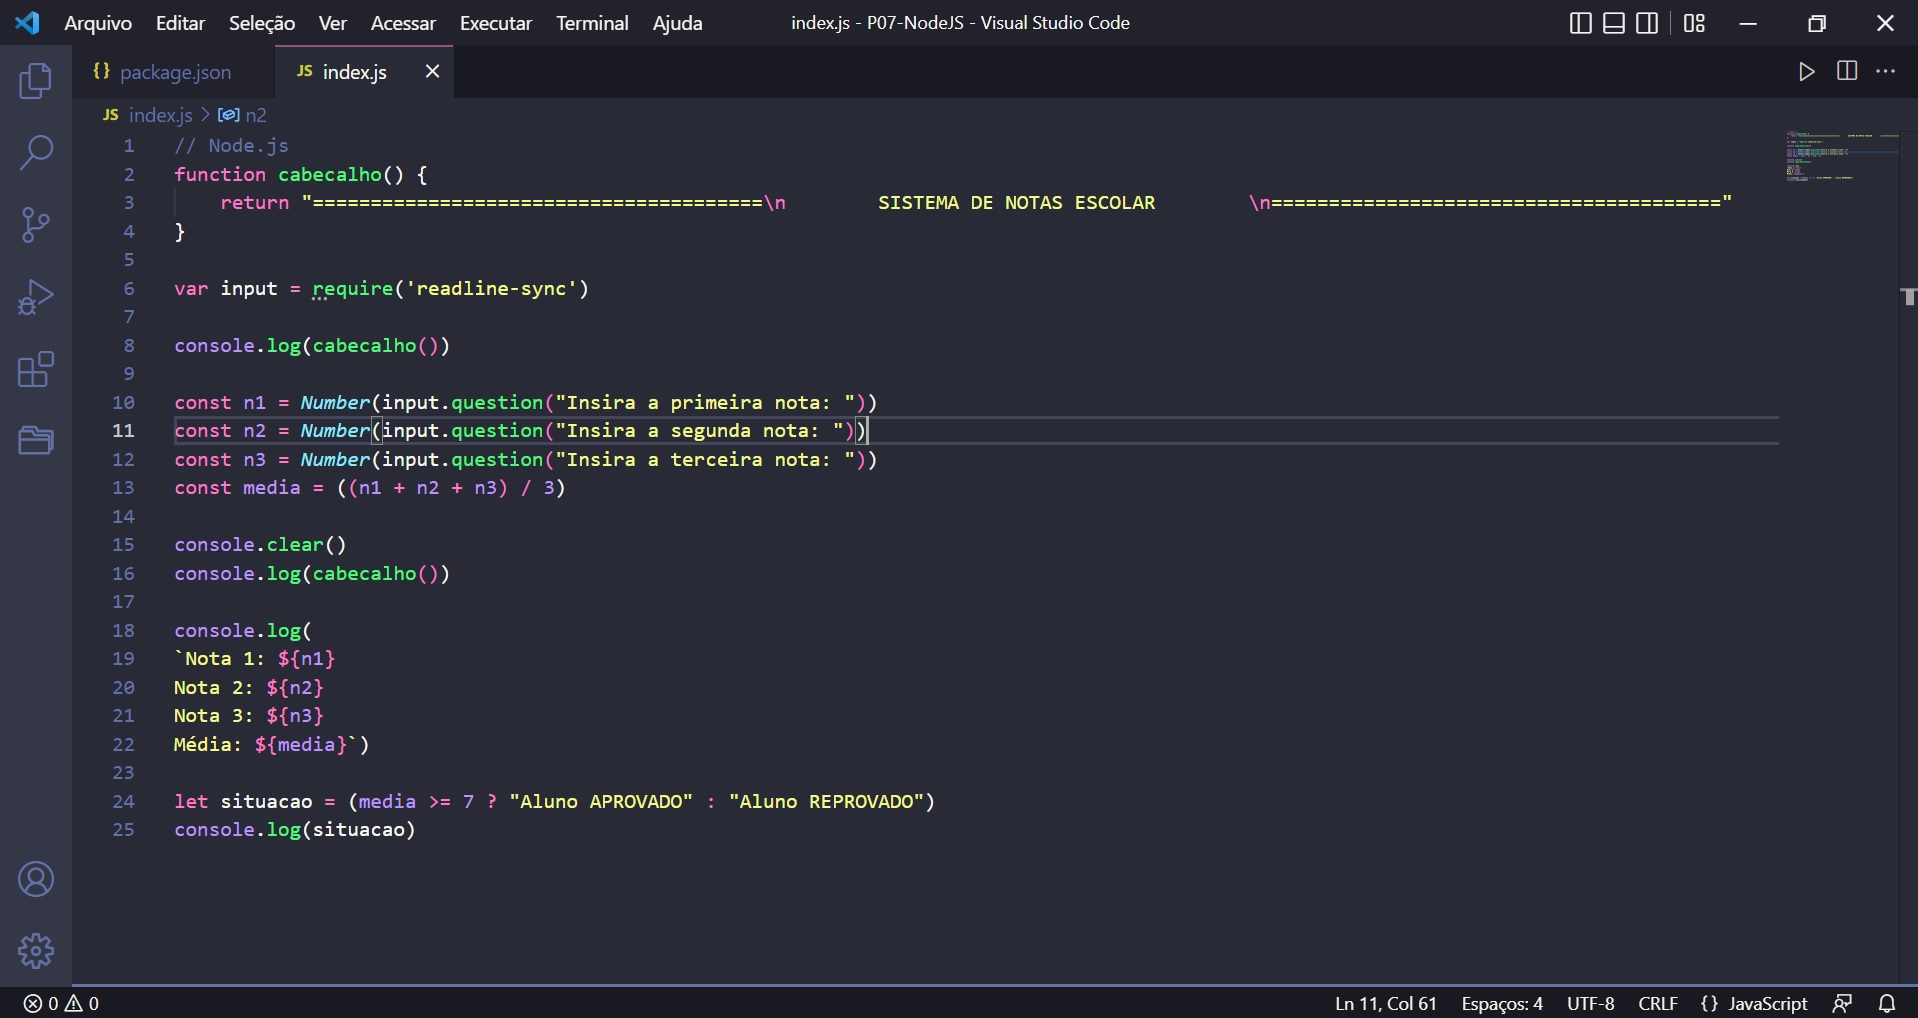 Arquivo Editar Seleção Ver Acessar Executar Terminal Ajuda index.js - P07-NodeJS - Visual Studio Code
{} package.json JS index.js
JS index.js > n2
1 // Node.js
2 function cabecalho() {
3     return "=======================================\n        SISTEMA DE NOTAS ESCOLAR        \n======================================="
4 }
5
6 var input = require('readline-sync')
7
8 console.log(cabecalho())
9
10 const n1 = Number(input.question("Insira a primeira nota: "))
11 const n2 = Number(input.question("Insira a segunda nota: "))
12 const n3 = Number(input.question("Insira a terceira nota: "))
13 const media = ((n1 + n2 + n3) / 3)
14
15 console.clear()
16 console.log(cabecalho())
17
18 console.log(
19 `Nota 1: ${n1}
20 Nota 2: ${n2}
21 Nota 3: ${n3}
22 Média: ${media}`)
23
24 let situacao = (media >= 7 ? "Aluno APROVADO" : "Aluno REPROVADO")
25 console.log(situacao)
0 0 Ln 11, Col 61 Espaços: 4 UTF-8 CRLF {} JavaScript